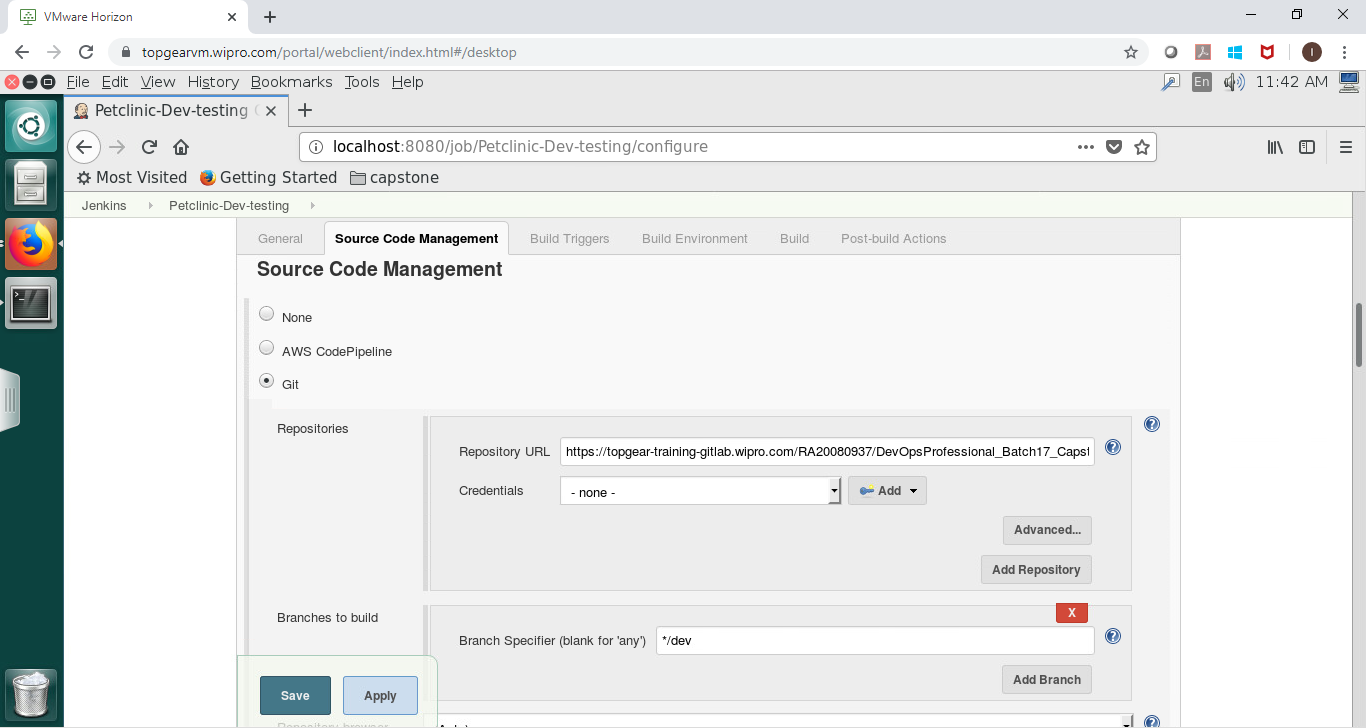 VMware Horizon
topgearvm.wipro.com/portal/webclient/index.html#/desktop
I
File Edit View History Bookmarks Tools Help
En 11:42 AM
Petclinic-Dev-testing
localhost:8080/job/Petclinic-Dev-testing/configure
Most Visited Getting Started capstone
Jenkins Petclinic-Dev-testing
General Source Code Management Build Triggers Build Environment Build Post-build Actions
Source Code Management
None
AWS CodePipeline
Git
Repositories
Repository URL https://topgear-training-gitlab.wipro.com/RA20080937/DevOpsProfessional_Batch17_Capst
Credentials - none - Add
Advanced...
Add Repository
Branches to build
X
Branch Specifier (blank for 'any') */dev
Add Branch
Save Apply
Repository browser